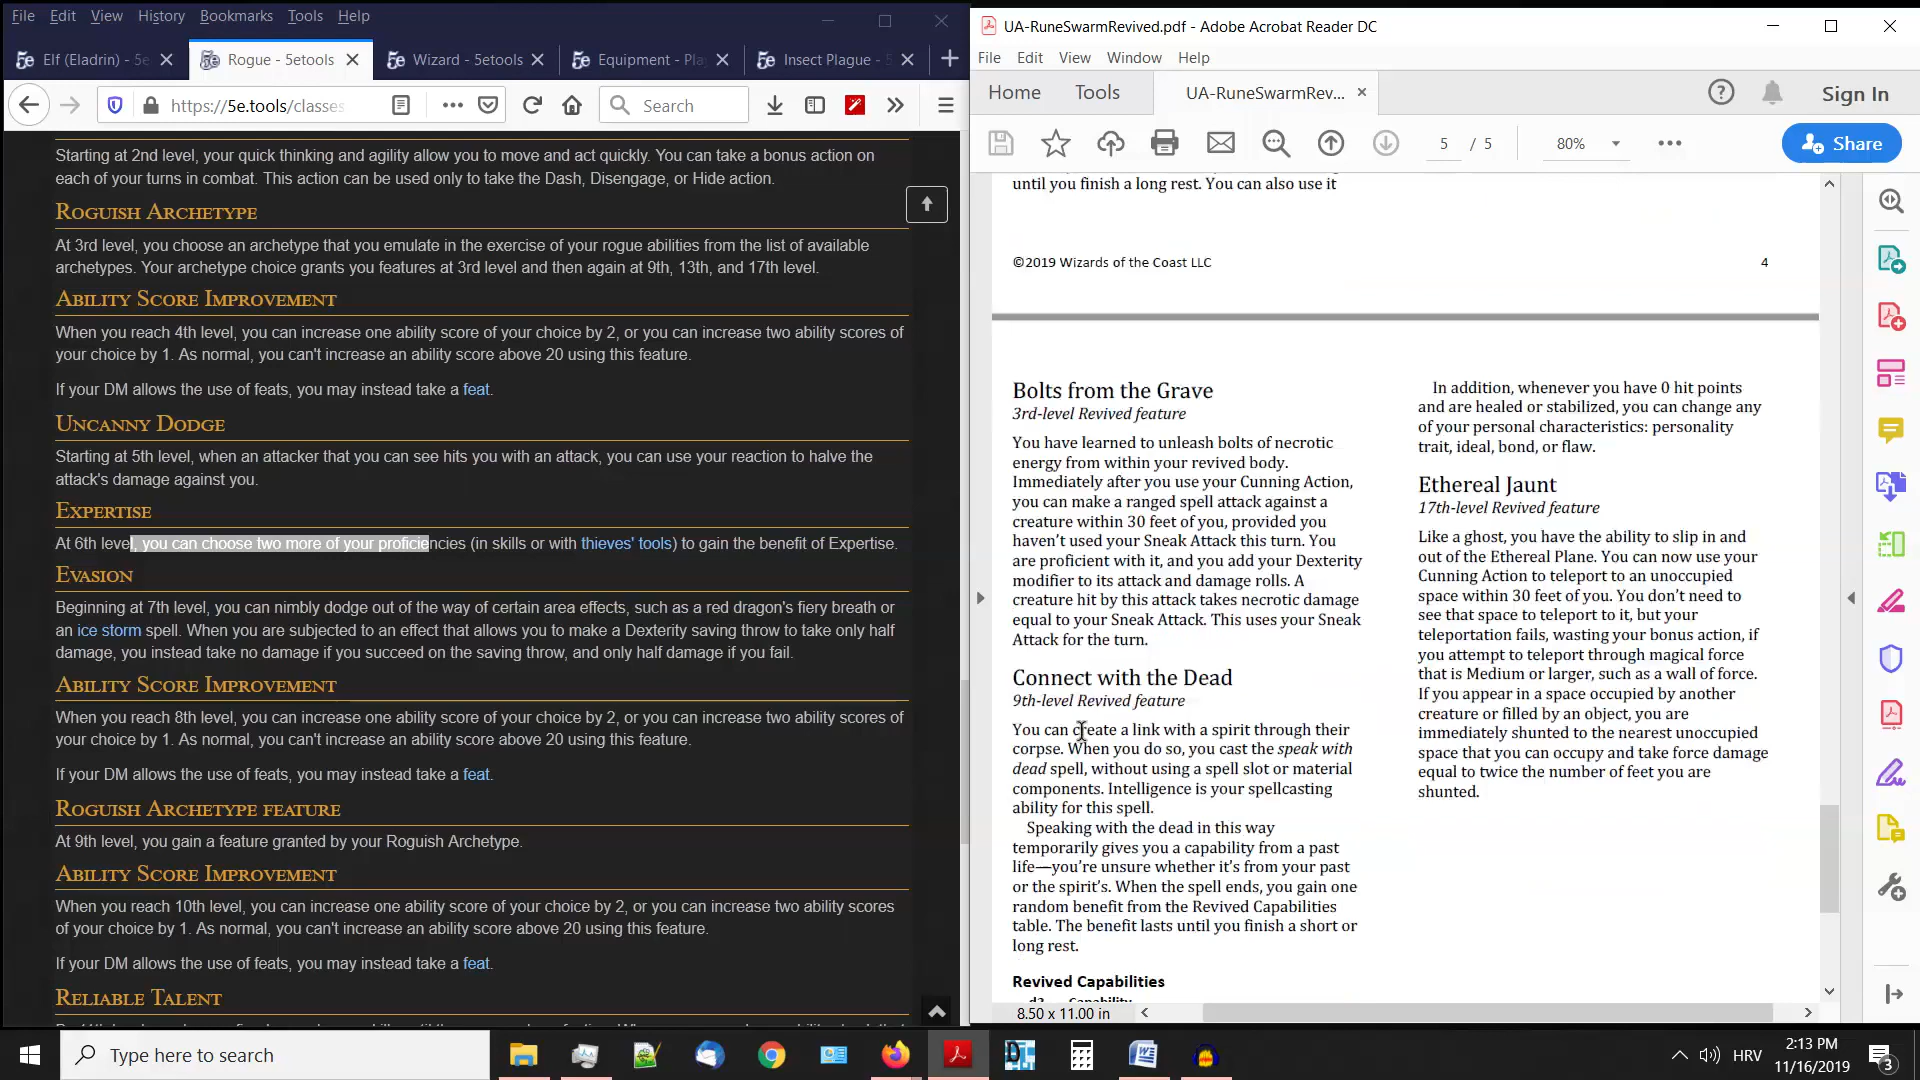 File Edit View History Bookmarks Tools Help
Elf (Eladrin) - 5e
Rogue - 5etools
Wizard - 5etools
Equipment - Pla
Insect Plague - 5
https://5e.tools/classes
Search
Starting at 2nd level, your quick thinking and agility allow you to move and act quickly. You can take a bonus action on
each of your turns in combat. This action can be used only to take the Dash, Disengage, or Hide action.
Roguish Archetype
At 3rd level, you choose an archetype that you emulate in the exercise of your rogue abilities from the list of available
archetypes. Your archetype choice grants you features at 3rd level and then again at 9th, 13th, and 17th level.
Ability Score Improvement
When you reach 4th level, you can increase one ability score of your choice by 2, or you can increase two ability scores of
your choice by 1. As normal, you can't increase an ability score above 20 using this feature.
If your DM allows the use of feats, you may instead take a feat.
Uncanny Dodge
Starting at 5th level, when an attacker that you can see hits you with an attack, you can use your reaction to halve the
attack's damage against you.
Expertise
At 6th level, you can choose two more of your proficiencies (in skills or with thieves' tools) to gain the benefit of Expertise.
Evasion
Beginning at 7th level, you can nimbly dodge out of the way of certain area effects, such as a red dragon's fiery breath or
an ice storm spell. When you are subjected to an effect that allows you to make a Dexterity saving throw to take only half
damage, you instead take no damage if you succeed on the saving throw, and only half damage if you fail.
Ability Score Improvement
When you reach 8th level, you can increase one ability score of your choice by 2, or you can increase two ability scores of
your choice by 1. As normal, you can't increase an ability score above 20 using this feature.
If your DM allows the use of feats, you may instead take a feat.
Roguish Archetype feature
At 9th level, you gain a feature granted by your Roguish Archetype.
Ability Score Improvement
When you reach 10th level, you can increase one ability score of your choice by 2, or you can increase two ability scores
of your choice by 1. As normal, you can't increase an ability score above 20 using this feature.
If your DM allows the use of feats, you may instead take a feat.
Reliable Talent
UA-RuneSwarmRevived.pdf - Adobe Acrobat Reader DC
File Edit View Window Help
Home Tools UA-RuneSwarmRev...
Sign In
5 / 5
80%
Share
until you finish a long rest. You can also use it
©2019 Wizards of the Coast LLC 4
Bolts from the Grave
3rd-level Revived feature
You have learned to unleash bolts of necrotic
energy from within your revived body.
Immediately after you use your Cunning Action,
you can make a ranged spell attack against a
creature within 30 feet of you, provided you
haven't used your Sneak Attack this turn. You
are proficient with it, and you add your Dexterity
modifier to its attack and damage rolls. A
creature hit by this attack takes necrotic damage
equal to your Sneak Attack. This uses your Sneak
Attack for the turn.
Connect with the Dead
9th-level Revived feature
You can create a link with a spirit through their
corpse. When you do so, you cast the speak with
dead spell, without using a spell slot or material
components. Intelligence is your spellcasting
ability for this spell.
Speaking with the dead in this way
temporarily gives you a capability from a past
life—you're unsure whether it's from your past
or the spirit's. When the spell ends, you gain one
random benefit from the Revived Capabilities
table. The benefit lasts until you finish a short or
long rest.
Revived Capabilities
d3 Capability
In addition, whenever you have 0 hit points
and are healed or stabilized, you can change any
of your personal characteristics: personality
trait, ideal, bond, or flaw.
Ethereal Jaunt
17th-level Revived feature
Like a ghost, you have the ability to slip in and
out of the Ethereal Plane. You can now use your
Cunning Action to teleport to an unoccupied
space within 30 feet of you. You don't need to
see that space to teleport to it, but your
teleportation fails, wasting your bonus action, if
you attempt to teleport through magical force
that is Medium or larger, such as a wall of force.
If you appear in a space occupied by another
creature or filled by an object, you are
immediately shunted to the nearest unoccupied
space that you can occupy and take force damage
equal to twice the number of feet you are
shunted.
8.50 x 11.00 in
Type here to search
HRV
2:13 PM
11/16/2019
3